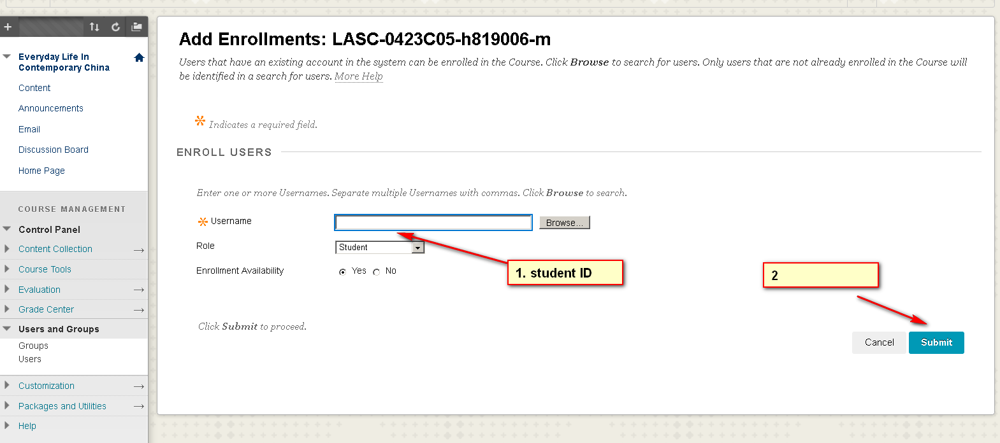 Everyday Life In
Contemporary China
Content
Announcements
Email
Discussion Board
Home Page
COURSE MANAGEMENT
Control Panel
Content Collection
Course Tools
Evaluation
Grade Center
Users and Groups
Groups
Users
Customization
Packages and Utilities
Help
Add Enrollments: LASC-0423C05-h819006-m
Users that have an existing account in the system can be enrolled in the Course. Click Browse to search for users. Only users that are not already enrolled in the Course will
be identified in a search for users. More Help
Indicates a required field.
ENROLL USERS
Enter one or more Usernames. Separate multiple Usernames with commas. Click Browse to search.
Username
Browse...
Role
Student
Enrollment Availability
Yes No
1. student ID
2
Click Submit to proceed.
Cancel
Submit